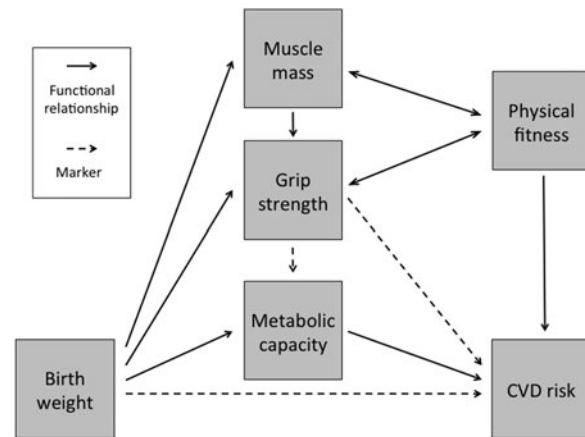 Functional
relationship
Marker
Muscle
mass
Physical
fitness
Grip
strength
Metabolic
capacity
Birth
weight
CVD risk